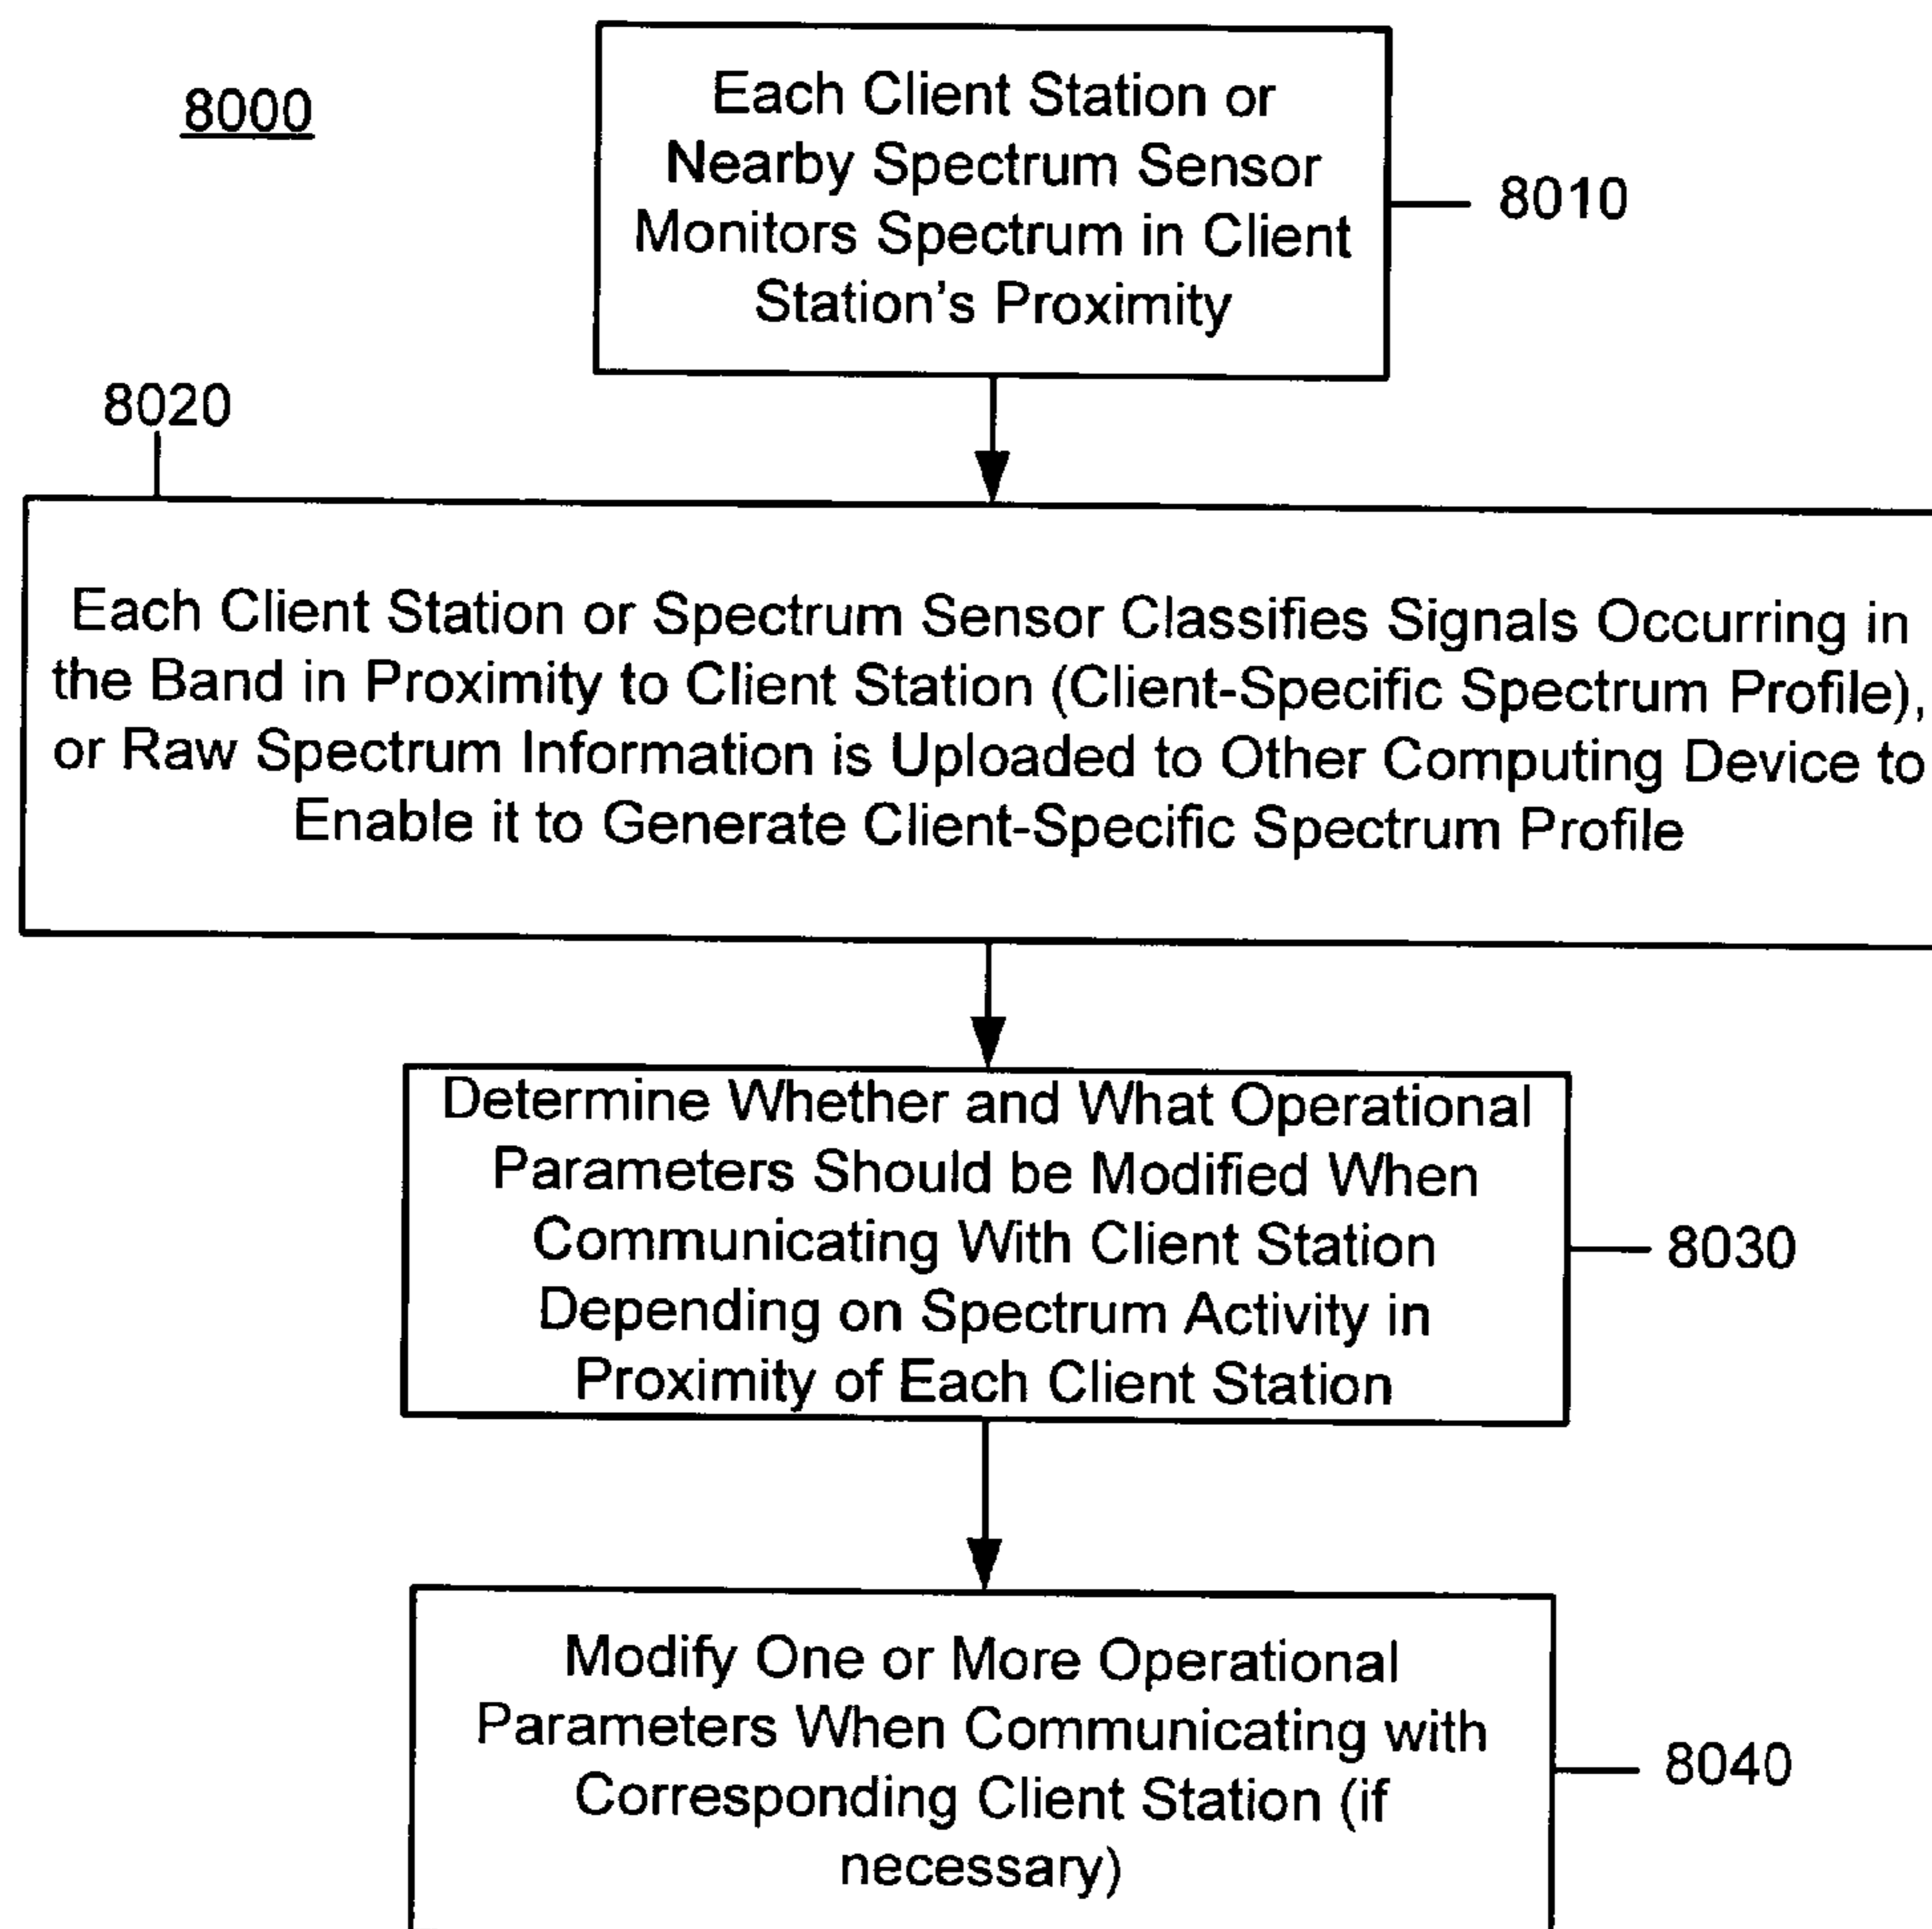 8000
Each Client Station or
Nearby Spectrum Sensor
Monitors Spectrum in Client
Station's Proximity
8010
8020
Each Client Station or Spectrum Sensor Classifies Signals Occurring in
the Band in Proximity to Client Station (Client-Specific Spectrum Profile),
or Raw Spectrum Information is Uploaded to Other Computing Device to
Enable it to Generate Client-Specific Spectrum Profile
Determine Whether and What Operational
Parameters Should be Modified When
Communicating With Client Station
Depending on Spectrum Activity in
Proximity of Each Client Station
8030
Modify One or More Operational
Parameters When Communicating with
Corresponding Client Station (if
necessary)
8040